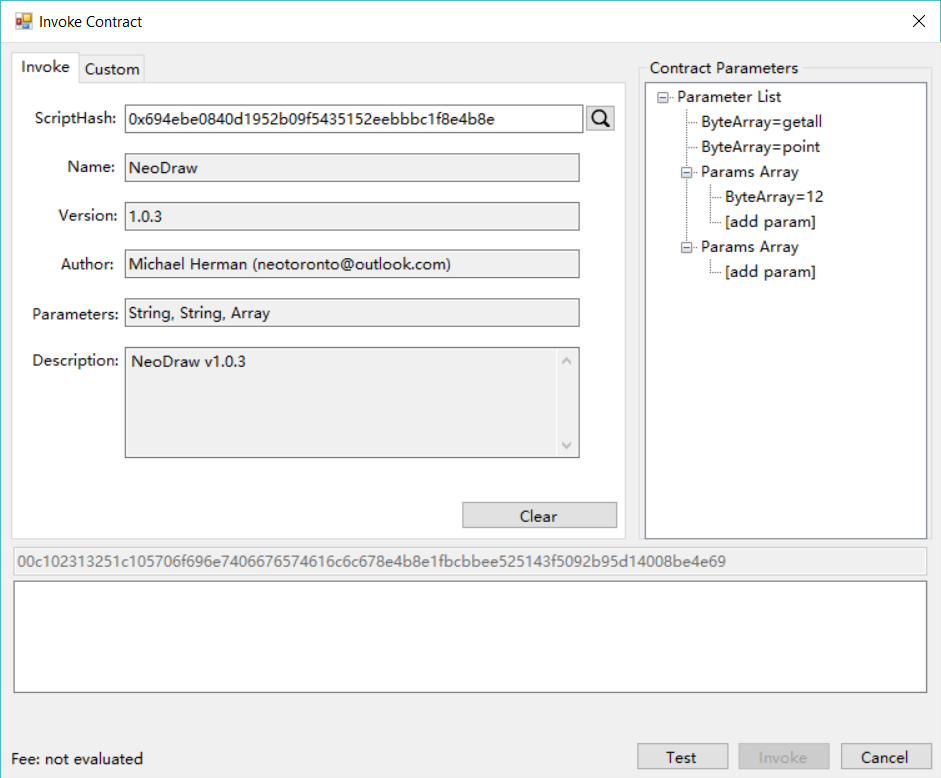 Invoke Contract
Invoke
Custom
ScriptHash: 0x694ebe0840d1952b09f5435152eebbbc1f8e4b8e
Name: NeoDraw
Version: 1.0.3
Author: Michael Herman (neotoronto@outlook.com)
Parameters: String, String, Array
Description: NeoDraw v1.0.3
Clear
Contract Parameters
Parameter List
ByteArray=getall
ByteArray=point
Params Array
ByteArray=12
[add param]
Params Array
[add param]
00c102313251c105706f696e7406676574616c6c678e4b8e1fbcbbee525143f5092b95d14008be4e69
Fee: not evaluated
Test
Invoke
Cancel